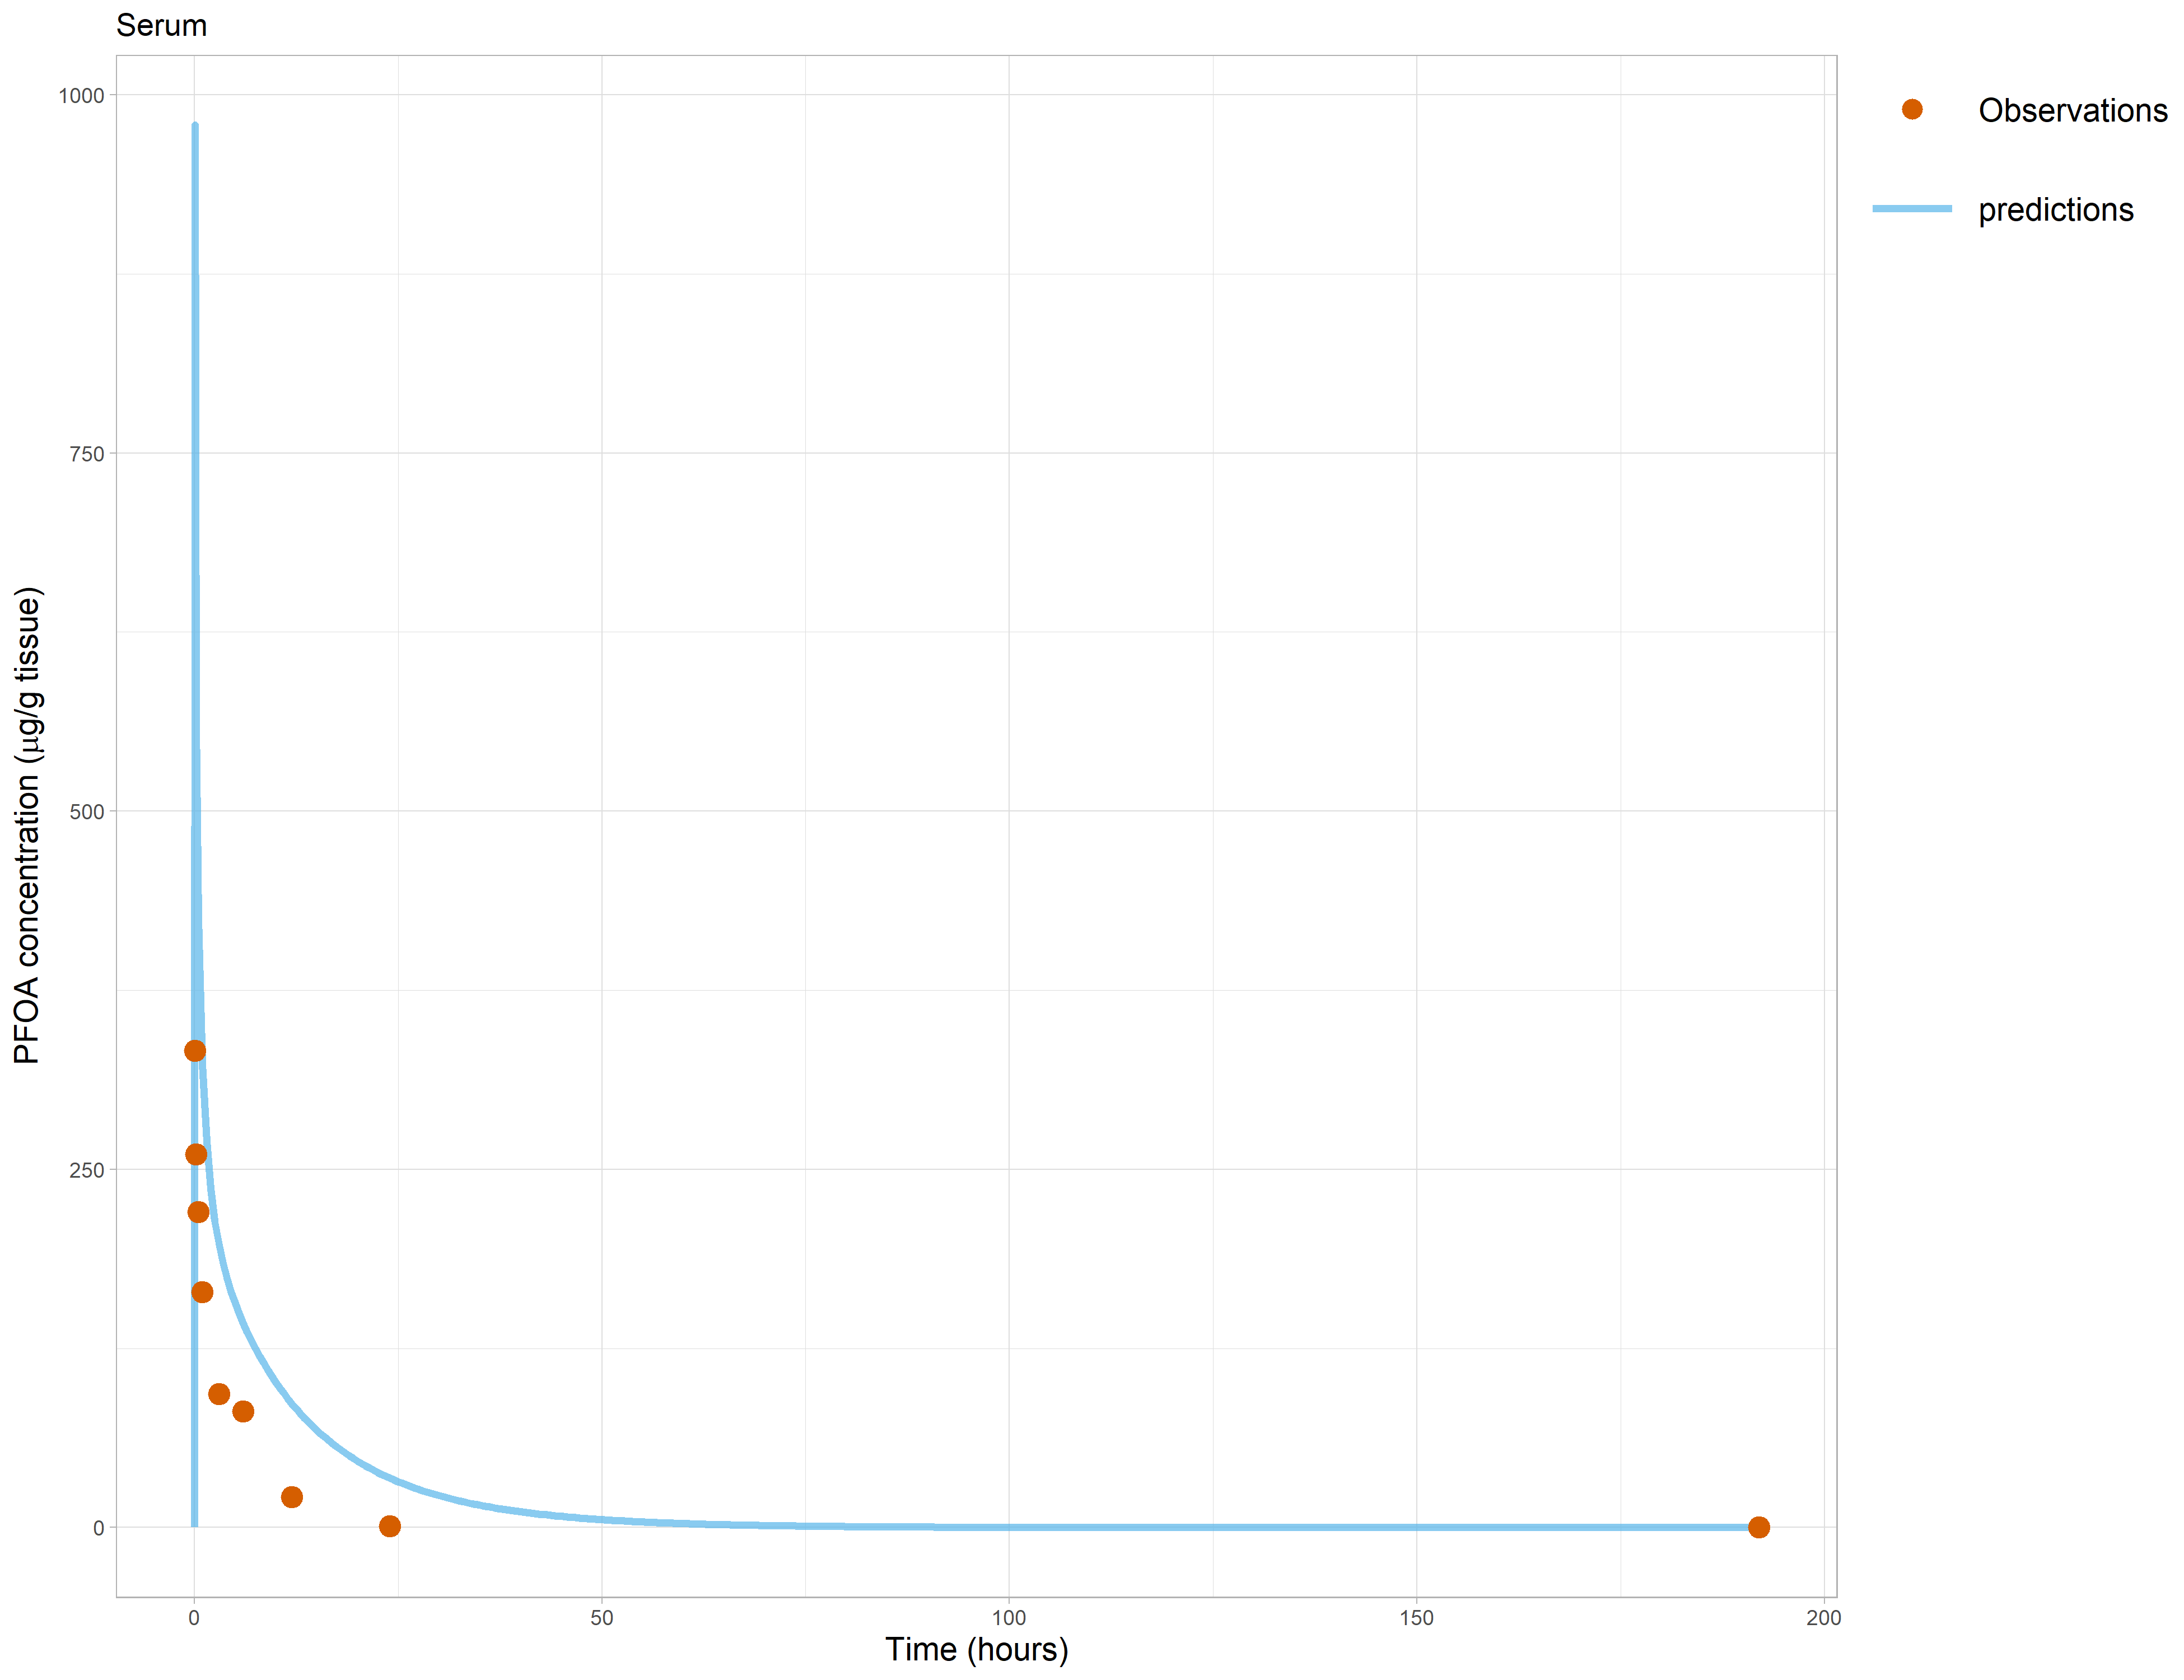 Serum
1000
750
500
250
0
PFOA concentration (μg/g tissue)
0
50
100
150
200
Time (hours)
Observations
predictions